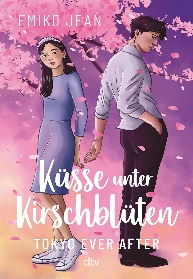 EMIKO JEAN
Küsse unter
Kirschblüten
TOKYO EVER AFTER
dtv